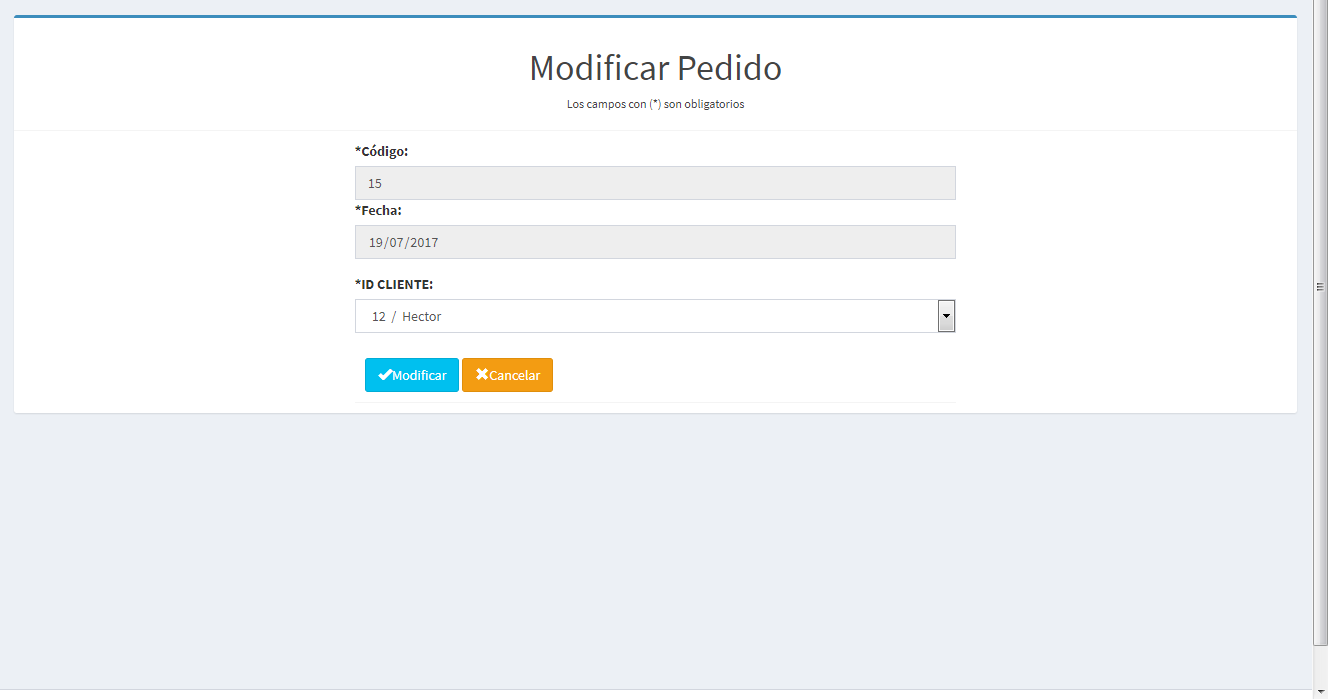 Modificar Pedido
Los campos con (*) son obligatorios
*Código:
15
*Fecha:
19/07/2017
*ID CLIENTE:
12 / Hector
Modificar Cancelar